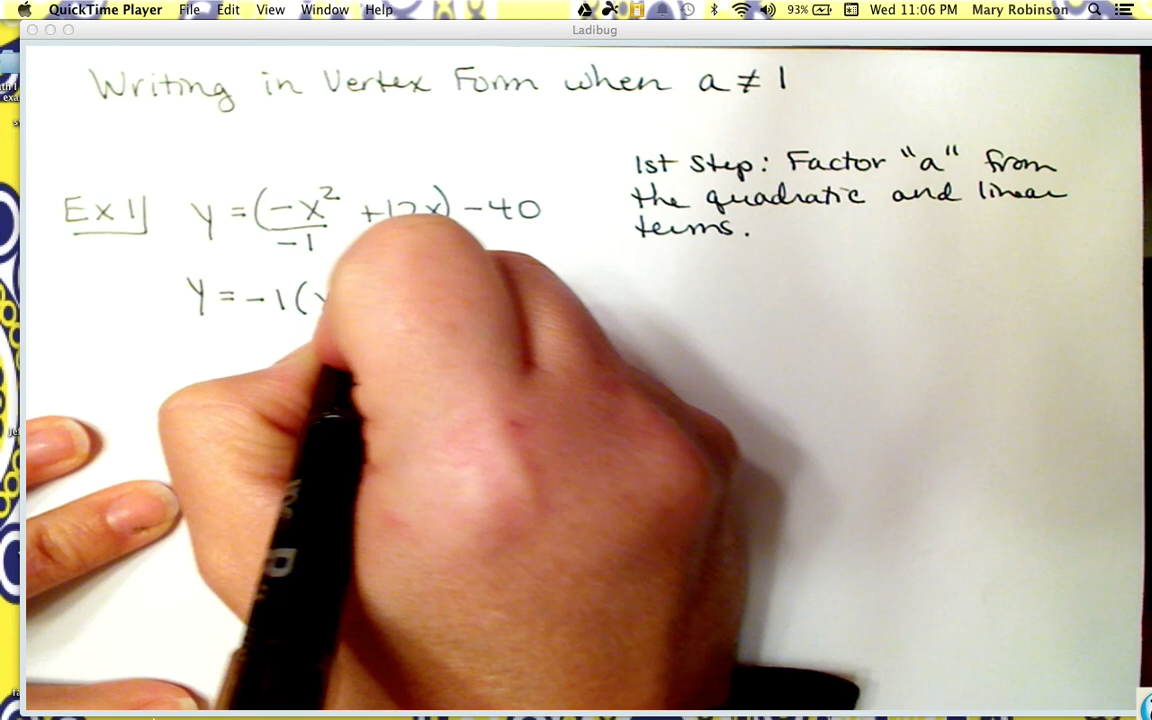 QuickTime Player File Edit View Window Help 93% Wed 11:06 PM Mary Robinson
Ladibug
Writing in Vertex Form when a ≠ 1
1st Step: Factor "a" from
the quadratic and linear
terms.
Ex 1 y = (-x² +12x) -40
-1
y = -1(x